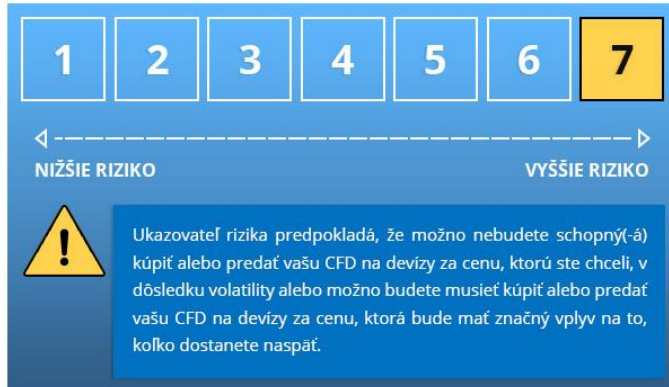 1 2 3 4 5 6 7
NIŽŠIE RIZIKO VYŠŠIE RIZIKO
!
Ukazovateľ rizika predpokladá, že možno nebudete schopný(-á)
kúpiť alebo predať vašu CFD na devízy za cenu, ktorú ste chceli, v
dôsledku volatility alebo možno budete musieť kúpiť alebo predať
vašu CFD na devízy za cenu, ktorá bude mať značný vplyv na to,
koľko dostanete naspäť.